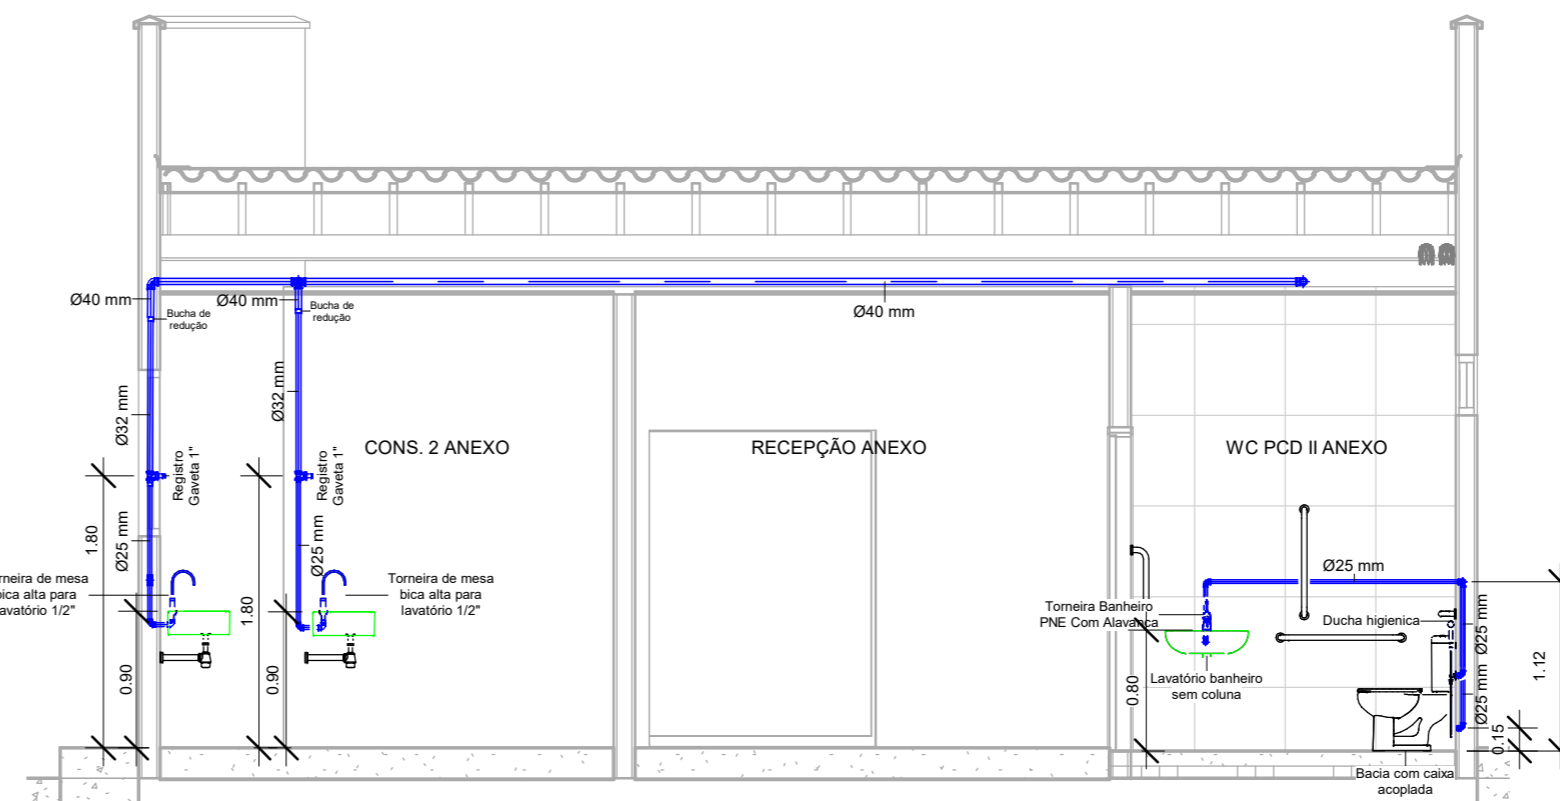 Ø40 mm
Bucha de
redução
Ø40 mm
Bucha de
redução
Ø40 mm
Ø32 mm
Ø32 mm
CONS. 2 ANEXO
RECEPÇÃO ANEXO
WC PCD II ANEXO
Registro
Gaveta 1"
Registro
Gaveta 1"
1.80
Ø25 mm
1.80
Ø25 mm
rneira de mesa
bica alta para
avatório 1/2"
Torneira de mesa
bica alta para
lavatório 1/2"
0.90
0.90
Ø25 mm
Torneira Banheiro
PNE Com Alavanca
Ducha higienica
Ø25 mm
Ø25 mm
1.12
0.80
Lavatório banheiro
sem coluna
0.15
Bacia com caixa
acoplada